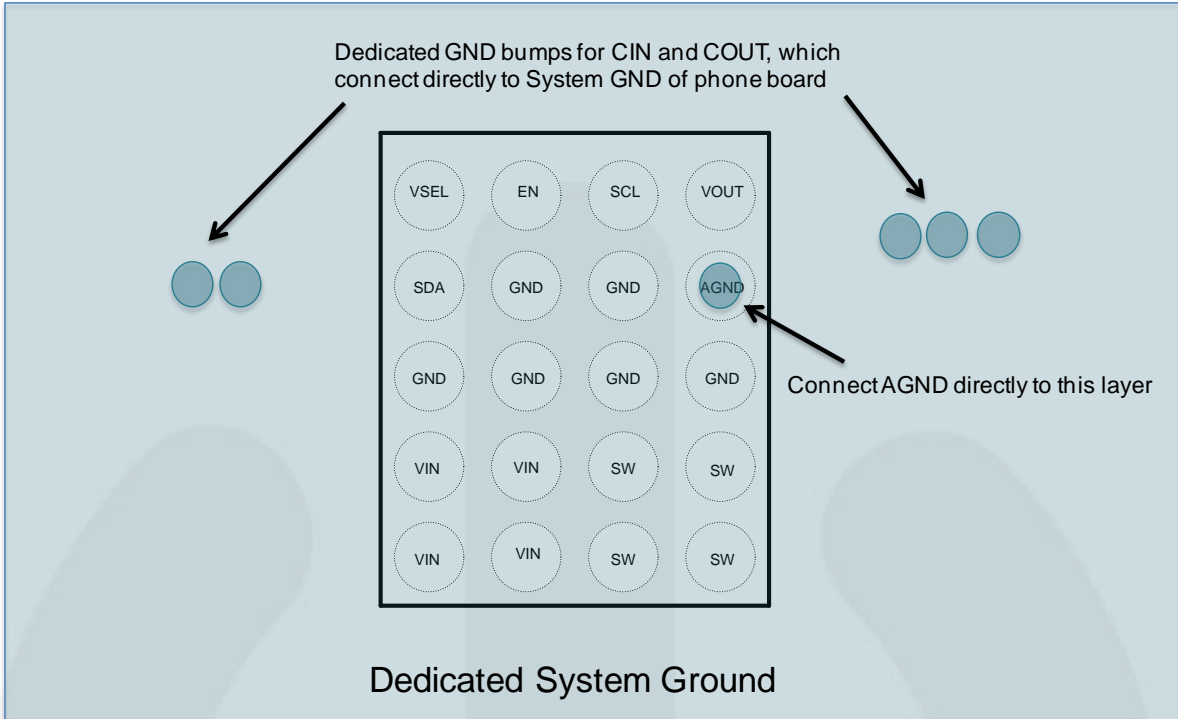 Dedicated GND bumps for CIN and COUT, which
connect directly to System GND of phone board
VSEL EN SCL VOUT
SDA GND GND AGND
GND GND GND GND
Connect AGND directly to this layer
VIN VIN SW SW
VIN VIN SW SW
Dedicated System Ground